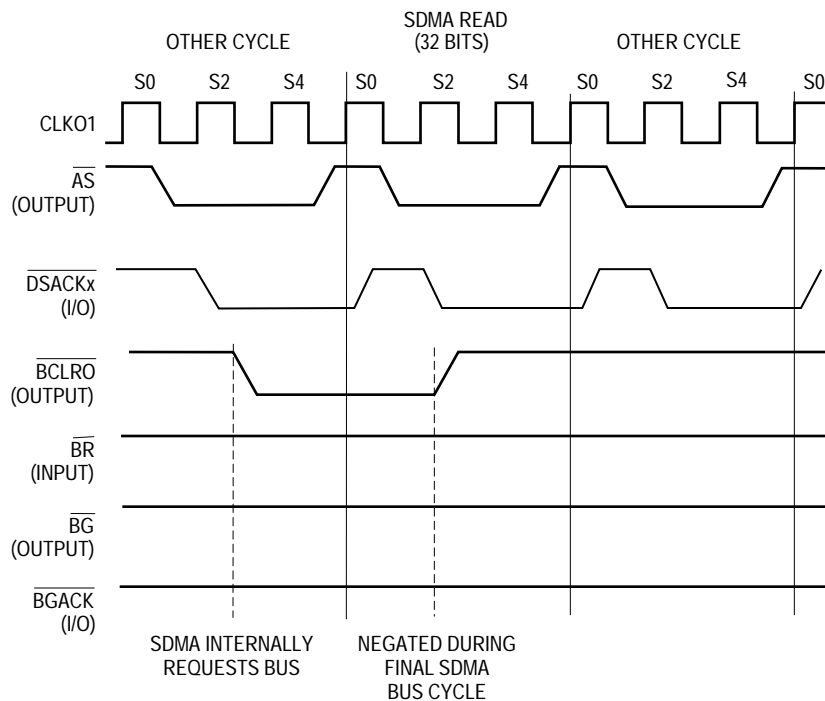 SDMA READ
(32 BITS)
OTHER CYCLE
OTHER CYCLE
S0 S2 S4 S0 S2 S4 S0 S2 S4 S0
CLKO1
AS
(OUTPUT)
DSACKx
(I/O)
BCLRO
(OUTPUT)
BR
(INPUT)
BG
(OUTPUT)
BGACK
(I/O)
SDMA INTERNALLY
REQUESTS BUS
NEGATED DURING
FINAL SDMA
BUS CYCLE